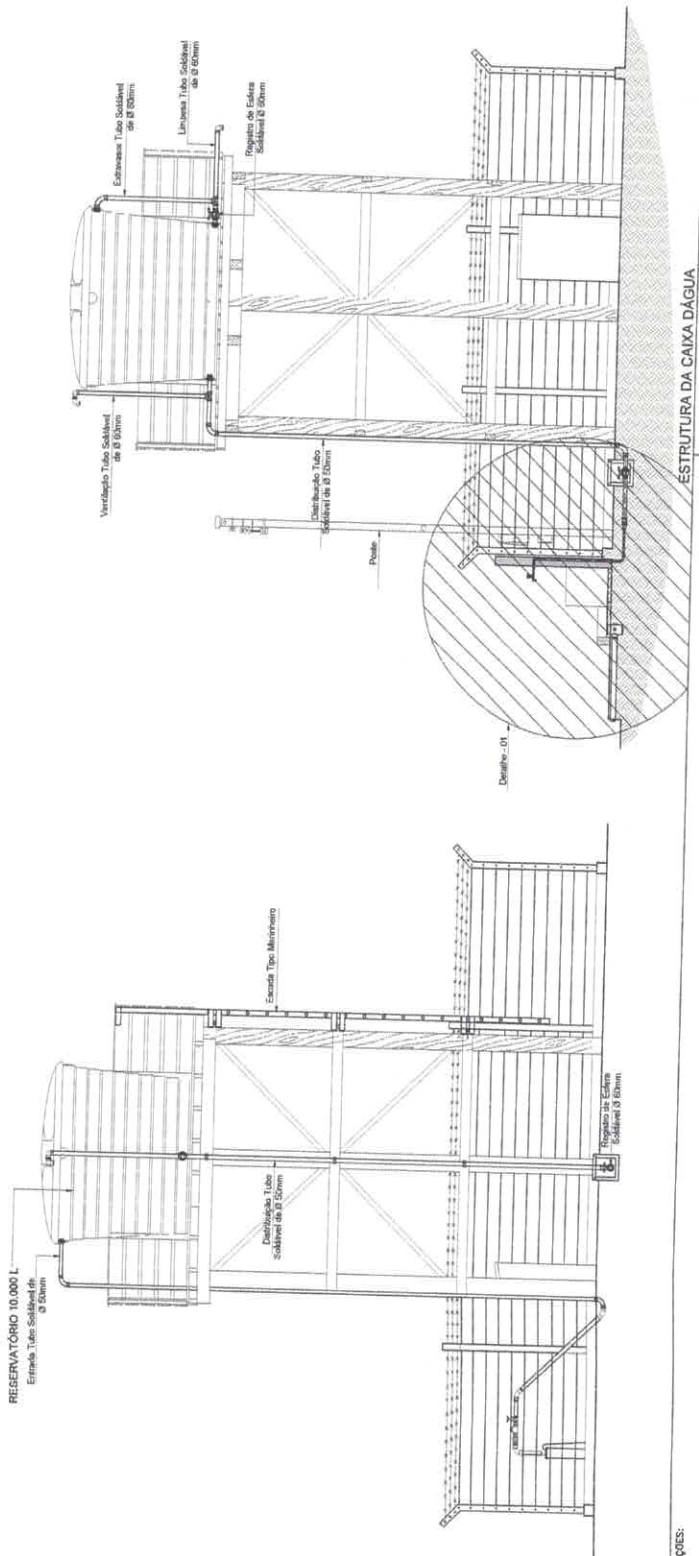 RESERVATÓRIO 10.000 L
Entrada Tubo Soldável de
Ø 50mm
Escada Tipo Marinheiro
Distribuição Tubo
Soldável de Ø 50mm
Registro de Esfera
Soldável Ø 60mm
Ventilação Tubo Soldável
de Ø 60mm
Extravasor Tubo Soldável
de Ø 60mm
Limpesa Tubo Soldável
de Ø 60mm
Registro de Esfera
Soldável Ø 60mm
Distribuição Tubo
Soldável de Ø 50mm
Poste
Detalhe - 01
ESTRUTURA DA CAIXA DÁGUA
ÇÕES: